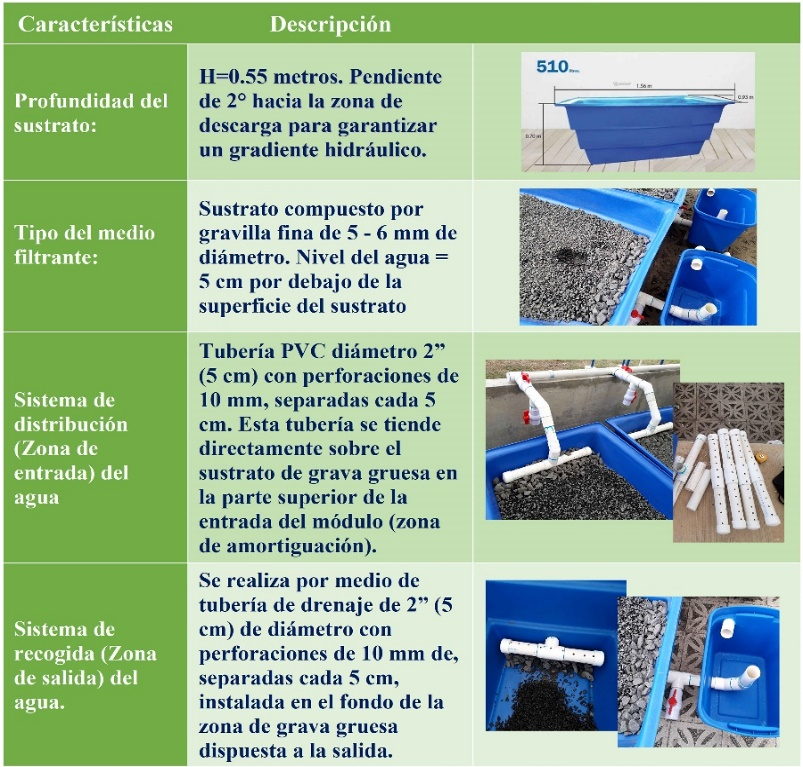 Características
Descripción
Profundidad del
sustrato:
H=0.55 metros. Pendiente
de 2° hacia la zona de
descarga para garantizar
un gradiente hidráulico.
510 litros.
1.56 m
0.95 m
0.70 m
Tipo del medio
filtrante:
Sustrato compuesto por
gravilla fina de 5 - 6 mm de
diámetro. Nivel del agua =
5 cm por debajo de la
superficie del sustrato
Sistema de
distribución
(Zona de
entrada) del
agua
Tubería PVC diámetro 2”
(5 cm) con perforaciones de
10 mm, separadas cada 5
cm. Esta tubería se tiende
directamente sobre el
sustrato de grava gruesa en
la parte superior de la
entrada del módulo (zona
de amortiguación).
Sistema de
recogida (Zona
de salida) del
agua.
Se realiza por medio de
tubería de drenaje de 2” (5
cm) de diámetro con
perforaciones de 10 mm de,
separadas cada 5 cm,
instalada en el fondo de la
zona de grava gruesa
dispuesta a la salida.